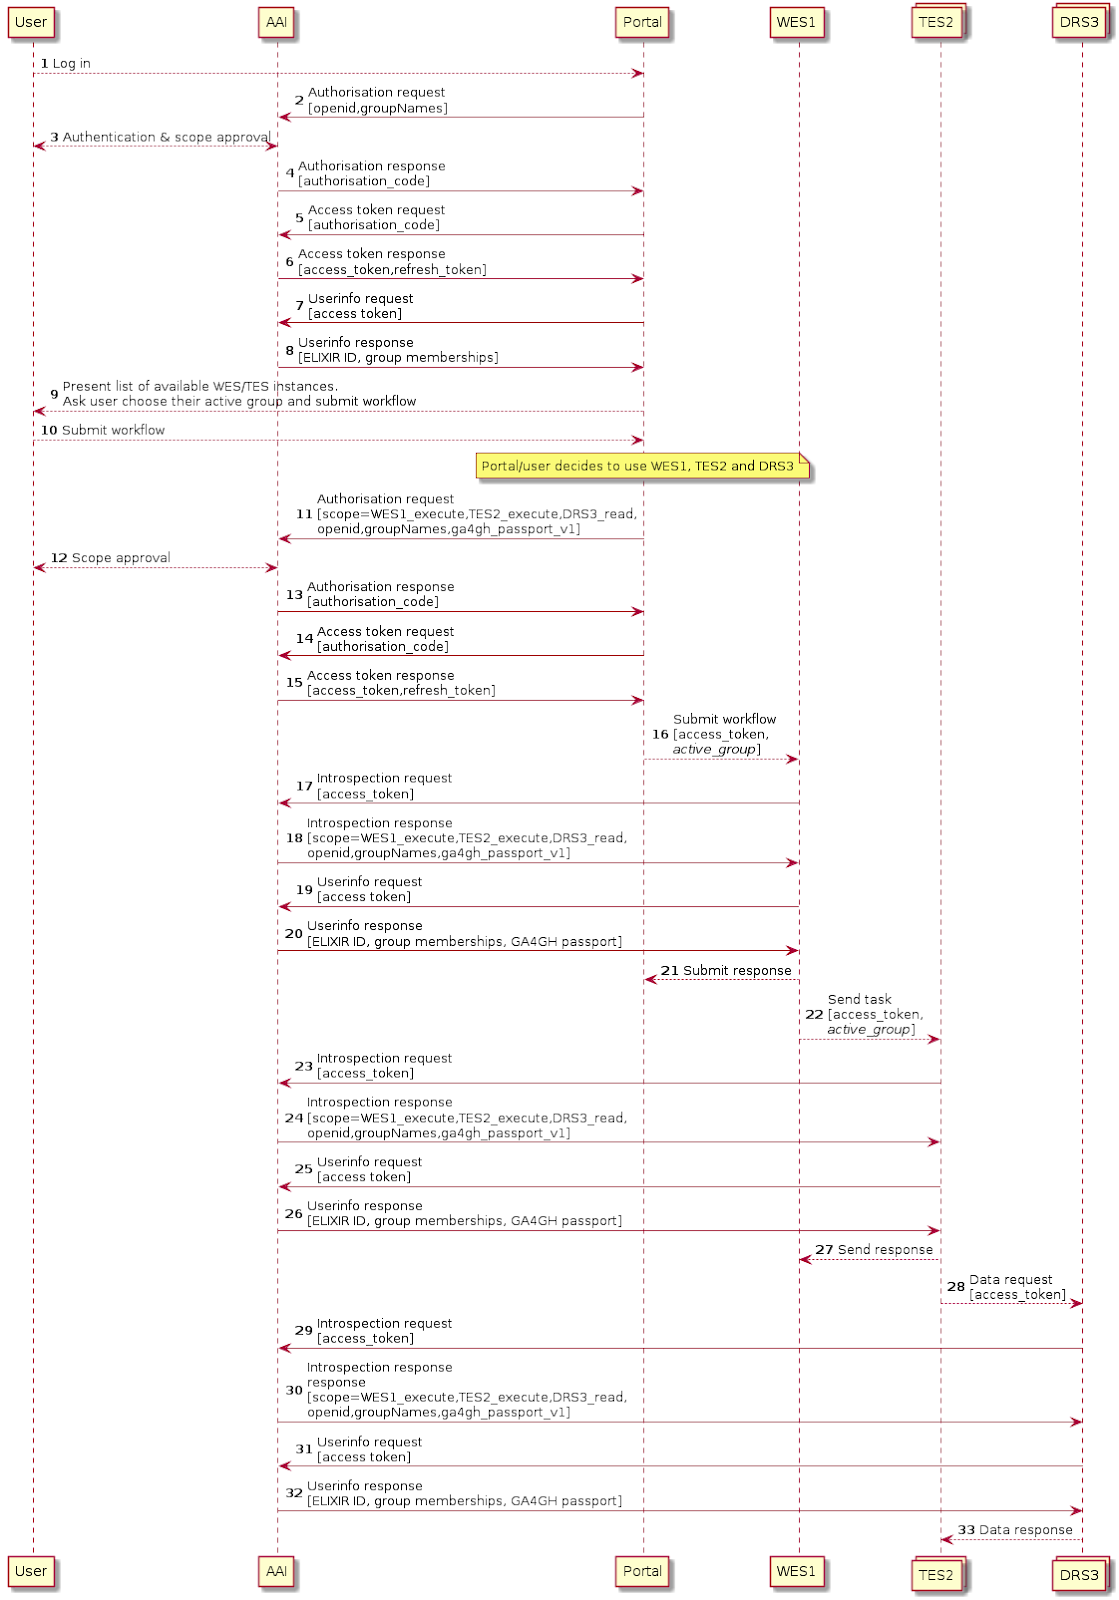 User AAI Portal WES1 TES2 DRS3
1 Log in
Authorisation request
2
[openid,groupNames]
3 Authentication & scope approval
Authorisation response
4
[authorisation_code]
Access token request
5
[authorisation_code]
Access token response
6
[access_token,refresh_token]
Userinfo request
7
[access token]
Userinfo response
8
[ELIXIR ID, group memberships]
Present list of available WES/TES instances.
9
Ask user choose their active group and submit workflow
10 Submit workflow
Portal/user decides to use WES1, TES2 and DRS3
Authorisation request
11 [scope=WES1_execute,TES2_execute,DRS3_read,
openid,groupNames,ga4gh_passport_v1]
12 Scope approval
Authorisation response
13
[authorisation_code]
Access token request
14
[authorisation_code]
Access token response
15
[access_token,refresh_token]
Submit workflow
16 [access_token,
active_group]
Introspection request
17
[access_token]
Introspection response
18 [scope=WES1_execute,TES2_execute,DRS3_read,
openid,groupNames,ga4gh_passport_v1]
Userinfo request
19
[access token]
Userinfo response
20
[ELIXIR ID, group memberships, GA4GH passport]
21 Submit response
Send task
22 [access_token,
active_group]
Introspection request
23
[access_token]
Introspection response
24 [scope=WES1_execute,TES2_execute,DRS3_read,
openid,groupNames,ga4gh_passport_v1]
Userinfo request
25
[access token]
Userinfo response
26
[ELIXIR ID, group memberships, GA4GH passport]
27 Send response
Data request
28
[access_token]
Introspection request
29
[access_token]
Introspection response
response
30
[scope=WES1_execute,TES2_execute,DRS3_read,
openid,groupNames,ga4gh_passport_v1]
Userinfo request
31
[access token]
Userinfo response
32
[ELIXIR ID, group memberships, GA4GH passport]
33 Data response
User AAI Portal WES1 TES2 DRS3